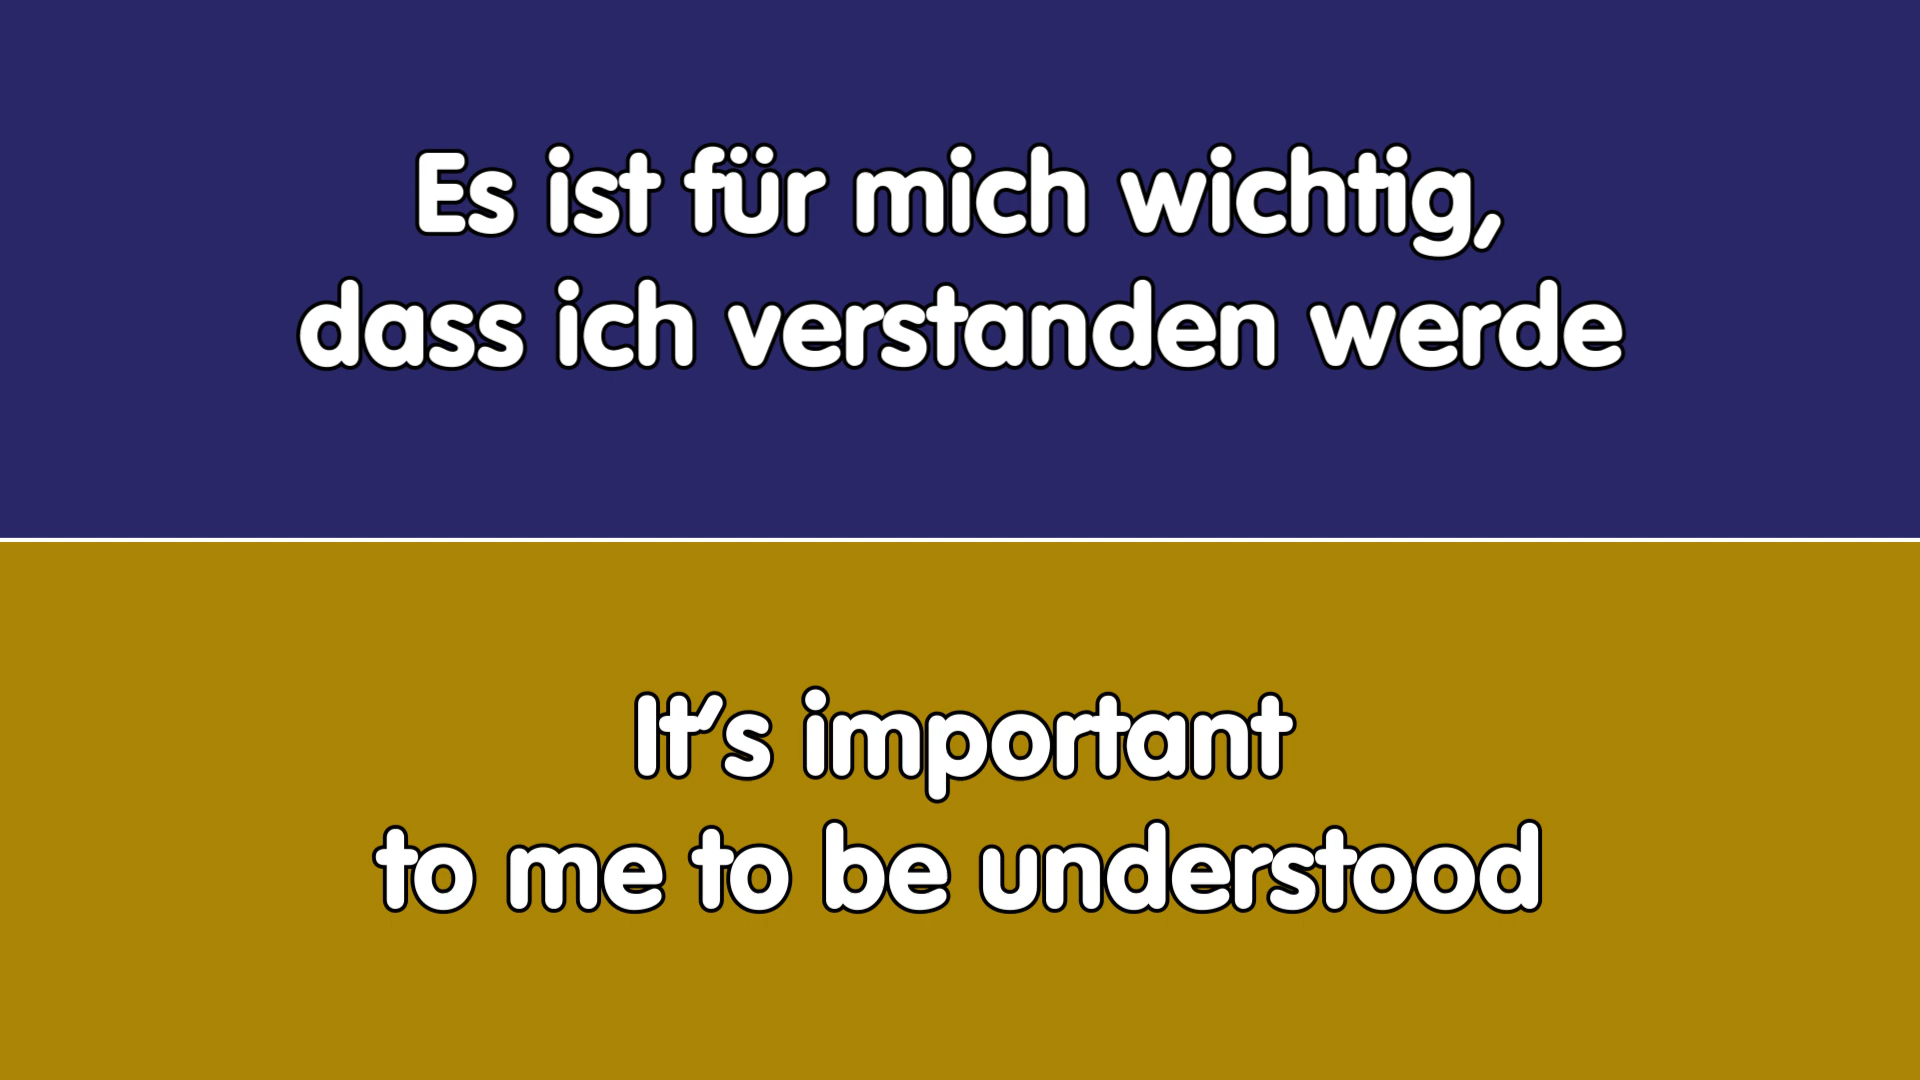 Es ist für mich wichtig,
dass ich verstanden werde
It's important
to me to be understood